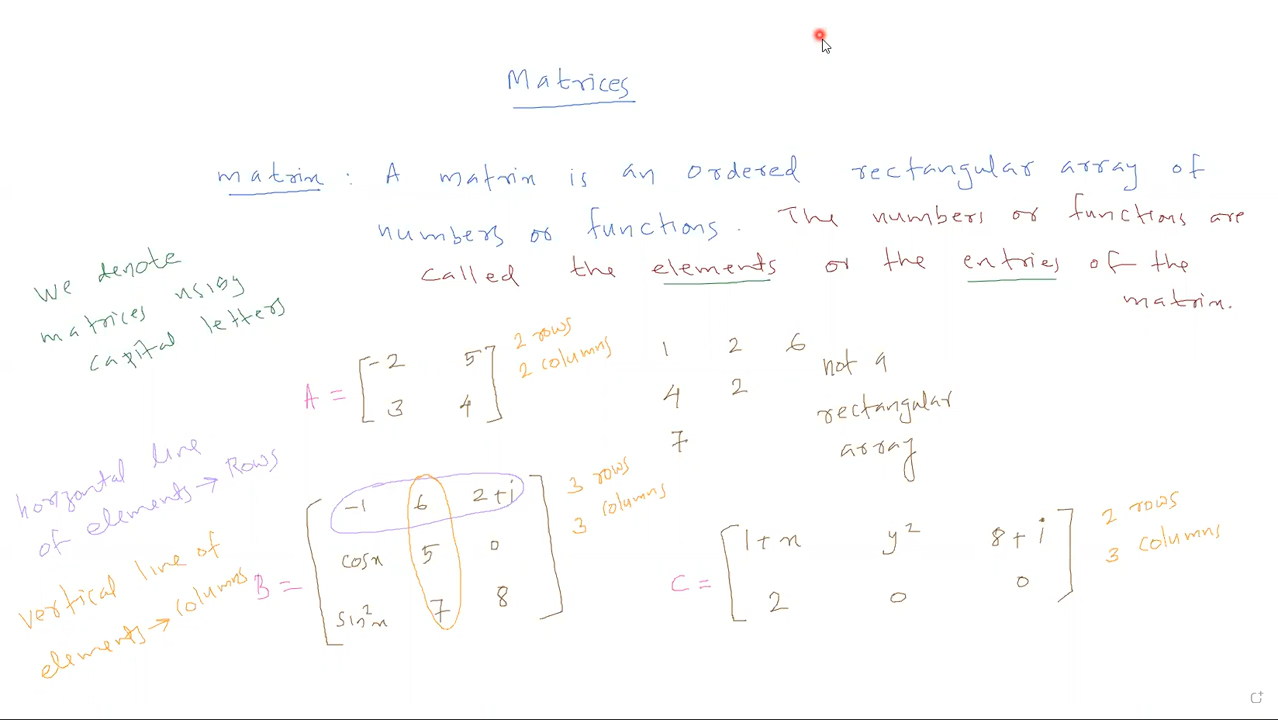 Matrices
matrix : A matrix is an ordered rectangular array of
numbers or functions. The numbers or functions are
called the elements or the entries of the
matrix.
We denote
matrices using
capital letters
A = [ -2 5
3 4 ]
2 rows
2 columns
1 2 6
4 2
7
not a
rectangular
array
horizontal line
of elements → Rows
vertical line of
elements → columns
B = [ -1 6 2+i
cosx 5 0
sin²x 7 8 ]
3 rows
3 columns
C = [ 1+x y² 8+i
2 0 0 ]
2 rows
3 columns